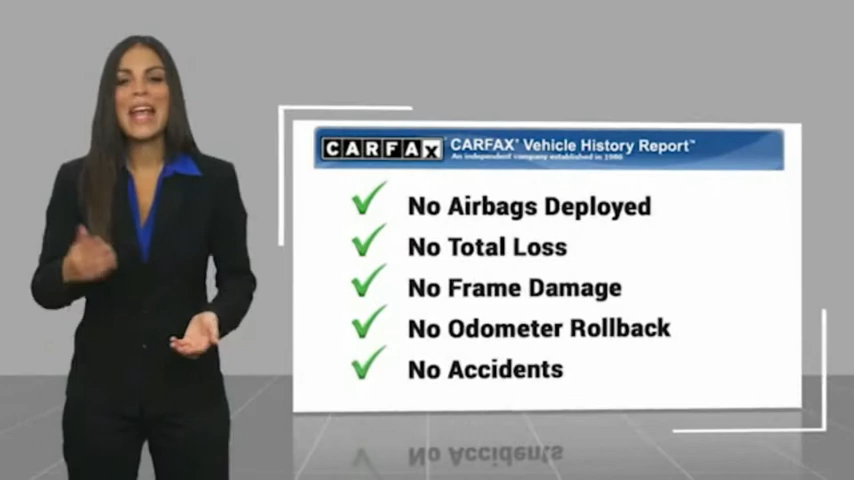 CARFAX CARFAX® Vehicle History Report™
An independent company established in 1986
No Airbags Deployed
No Total Loss
No Frame Damage
No Odometer Rollback
No Accidents
No Accidents